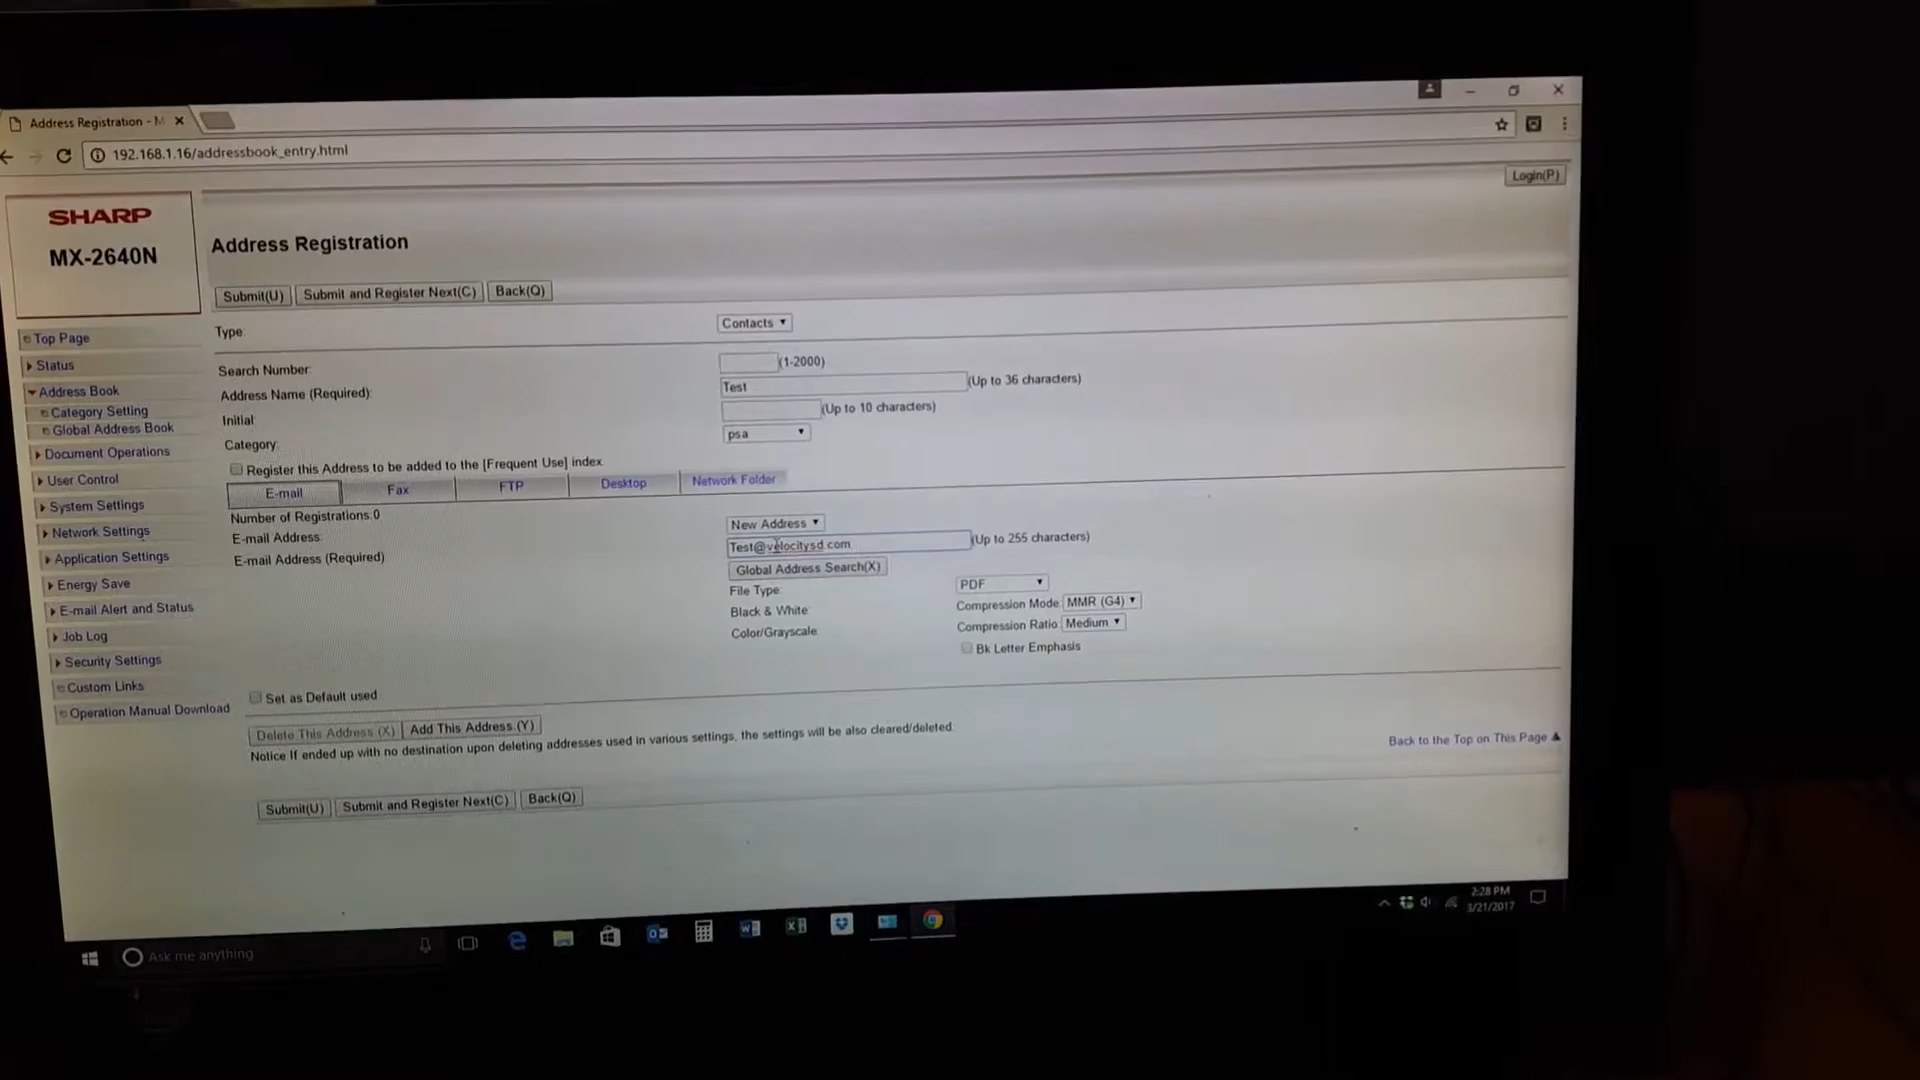 Address Registration - M
192.168.1.16/addressbook_entry.html
Login(P)
SHARP
MX-2640N
Address Registration
Submit(U) Submit and Register Next(C) Back(Q)
Top Page
Status
Address Book
Category Setting
Global Address Book
Document Operations
User Control
System Settings
Network Settings
Application Settings
Energy Save
E-mail Alert and Status
Job Log
Security Settings
Custom Links
Operation Manual Download
Type: Contacts
Search Number: (1-2000)
Address Name (Required): Test (Up to 36 characters)
Initial: (Up to 10 characters)
Category: psa
Register this Address to be added to the [Frequent Use] index.
E-mail Fax FTP Desktop Network Folder
Number of Registrations:0
E-mail Address: New Address
E-mail Address (Required): Test@velocitysd.com (Up to 255 characters)
Global Address Search(X)
File Type: PDF
Black & White: Compression Mode: MMR (G4)
Color/Grayscale: Compression Ratio: Medium
Bk Letter Emphasis
Set as Default used
Delete This Address.(X) Add This Address.(Y)
Notice If ended up with no destination upon deleting addresses used in various settings, the settings will be also cleared/deleted.
Back to the Top on This Page
Submit(U) Submit and Register Next(C) Back(Q)
Ask me anything
2:28 PM
3/21/2017